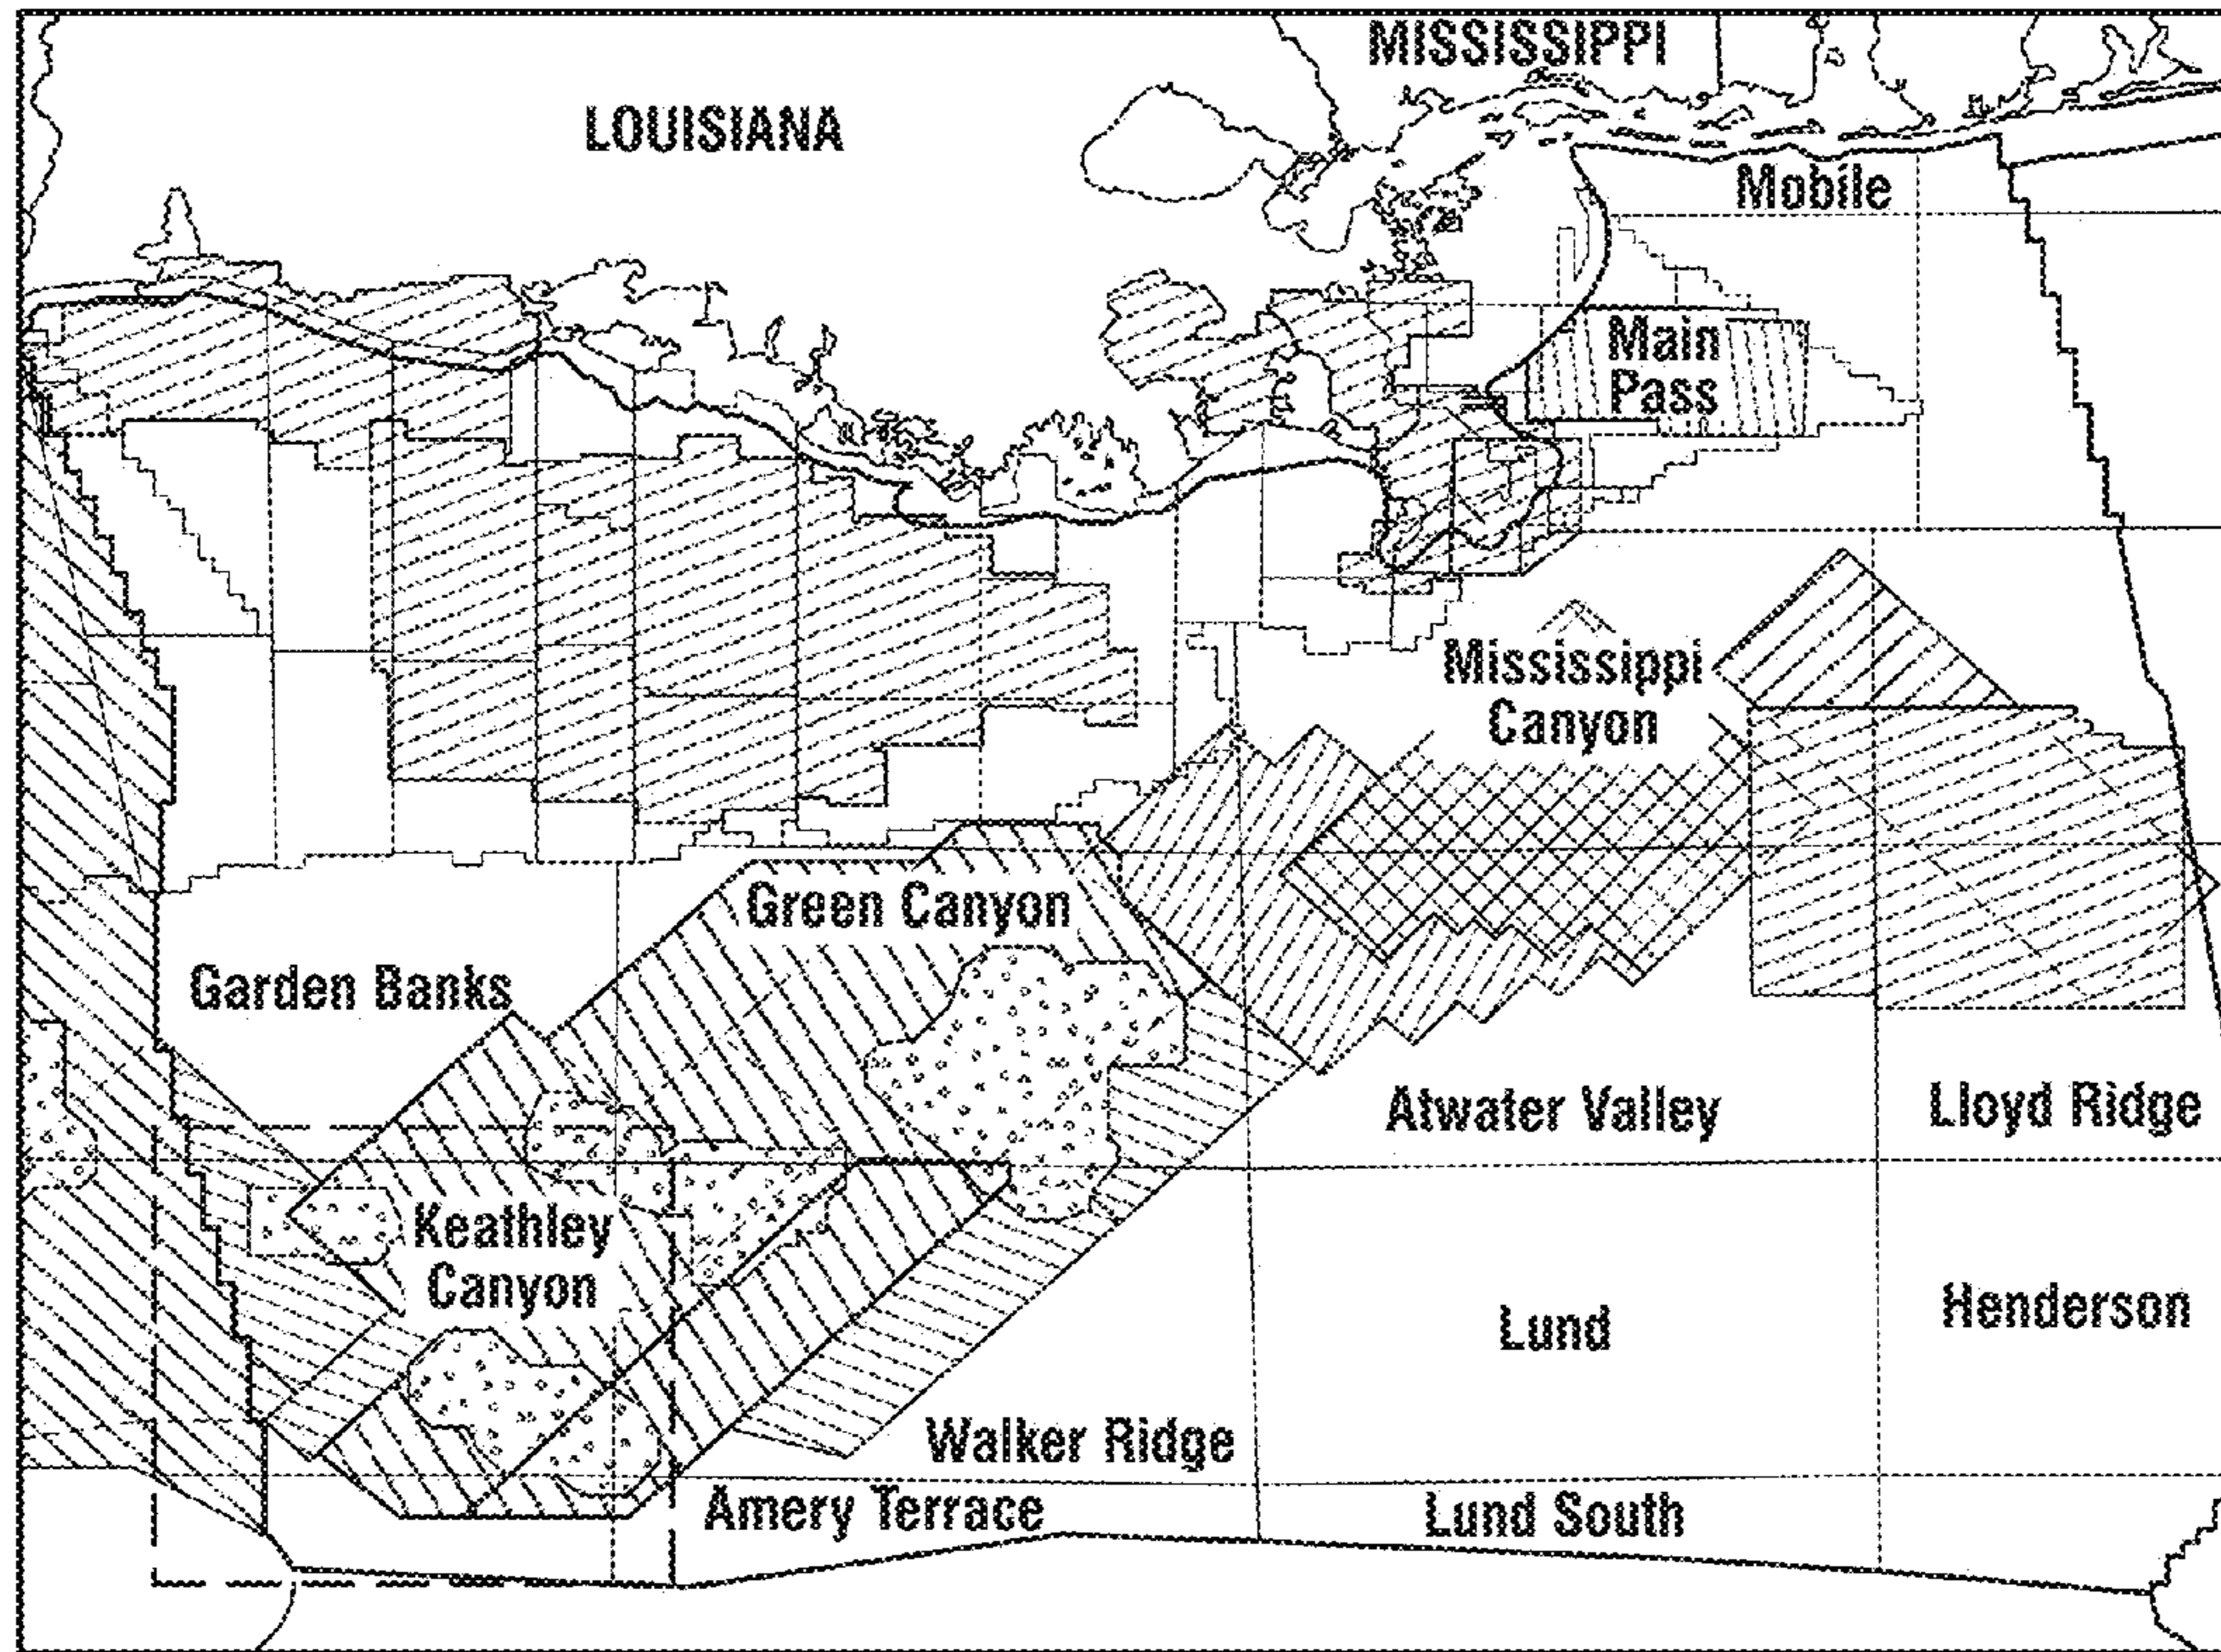 MISSISSIPPI
LOUISIANA
Mobile
Main
Pass
Mississippi
Canyon
Green Canyon
Garden Banks
Atwater Valley
Lloyd Ridge
Keathley
Canyon
Henderson
Lund
Walker Ridge
Amery Terrace
Lund South